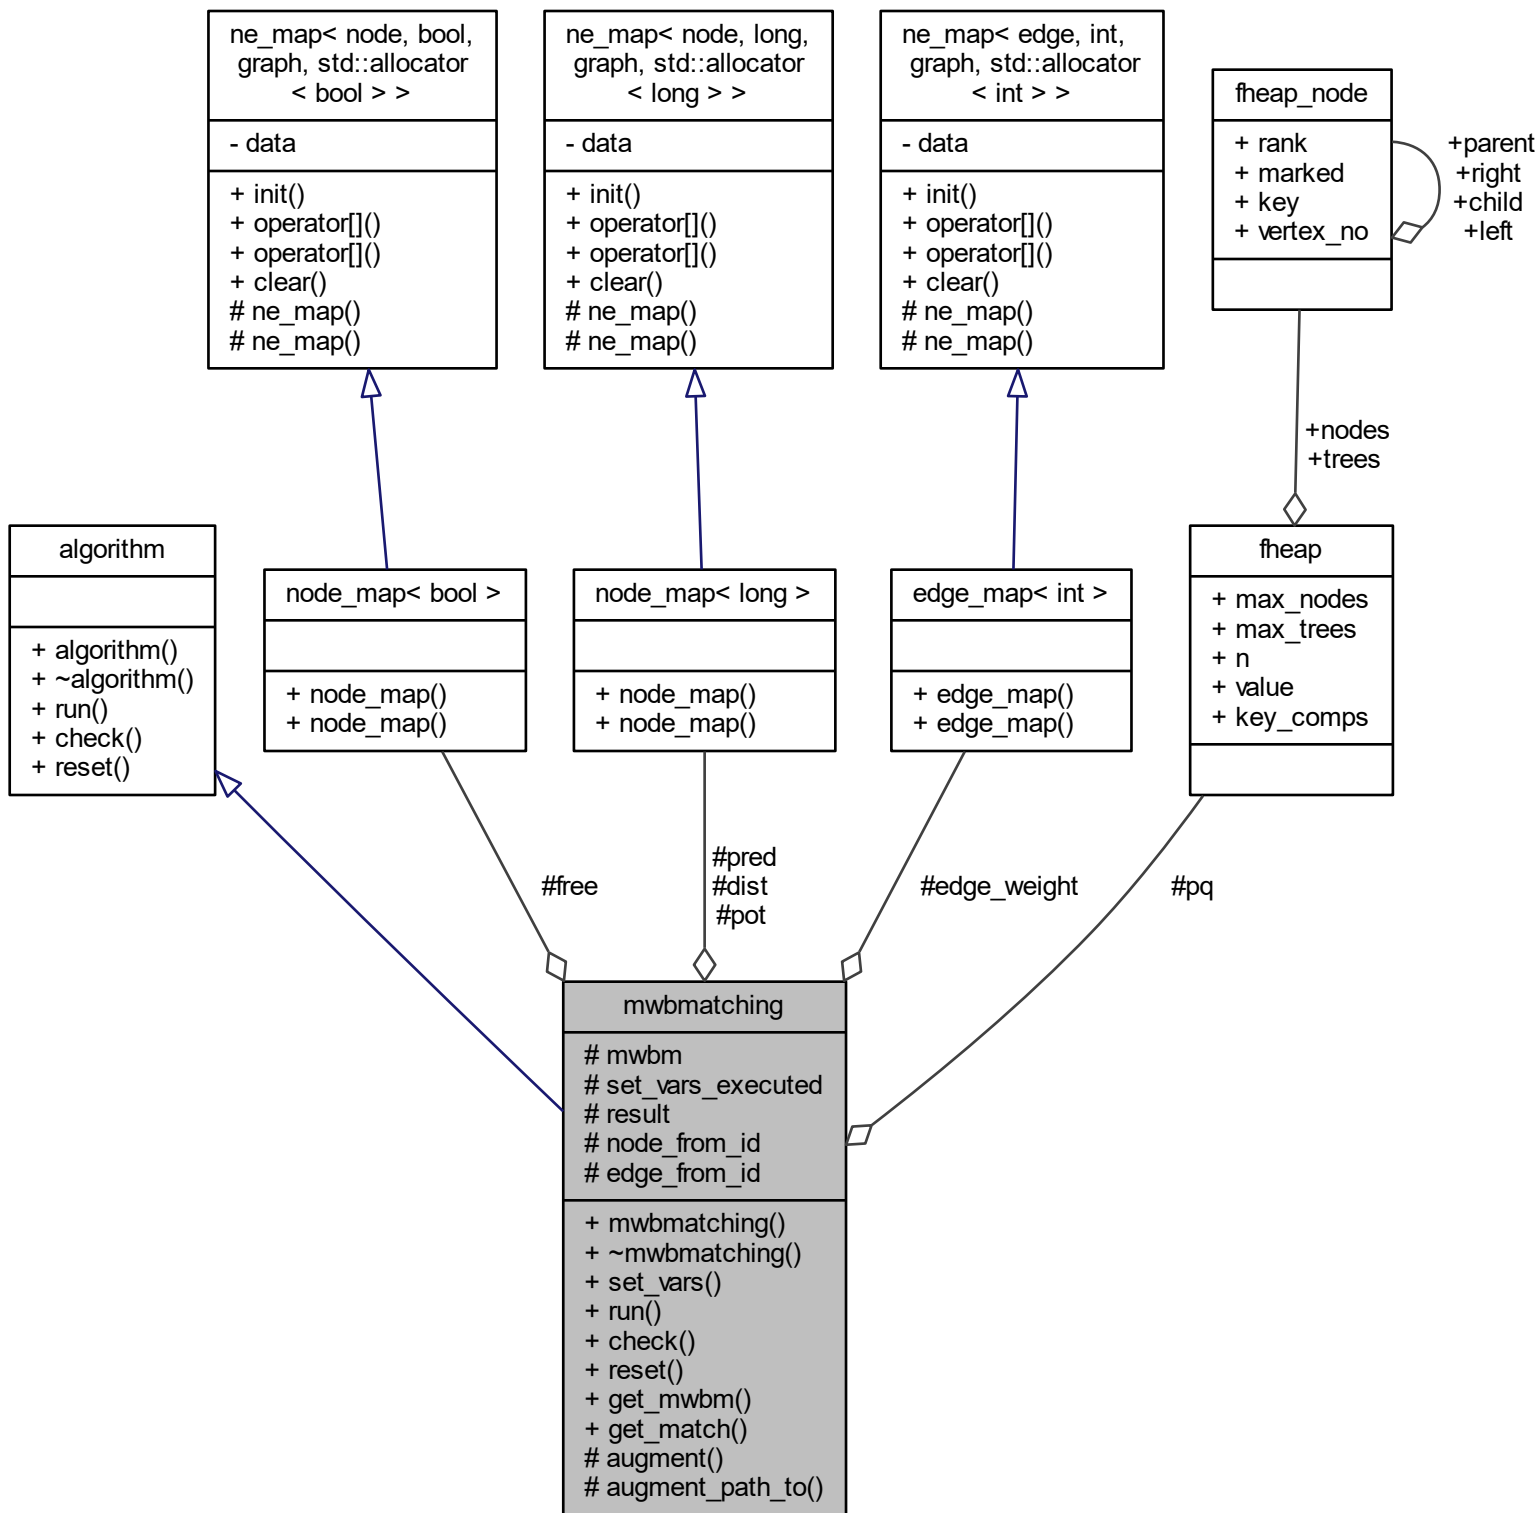 ne_map< node, bool,
graph, std::allocator
< bool > >
- data
+ init()
+ operator[]()
+ operator[]()
+ clear()
# ne_map()
# ne_map()
ne_map< node, long,
graph, std::allocator
< long > >
- data
+ init()
+ operator[]()
+ operator[]()
+ clear()
# ne_map()
# ne_map()
ne_map< edge, int,
graph, std::allocator
< int > >
- data
+ init()
+ operator[]()
+ operator[]()
+ clear()
# ne_map()
# ne_map()
fheap_node
+ rank
+ marked
+ key
+ vertex_no
+parent
+right
+child
+left
+nodes
+trees
algorithm
+ algorithm()
+ ~algorithm()
+ run()
+ check()
+ reset()
node_map< bool >
+ node_map()
+ node_map()
node_map< long >
+ node_map()
+ node_map()
edge_map< int >
+ edge_map()
+ edge_map()
fheap
+ max_nodes
+ max_trees
+ n
+ value
+ key_comps
#free
#pred
#dist
#pot
#edge_weight
#pq
mwbmatching
# mwbm
# set_vars_executed
# result
# node_from_id
# edge_from_id
+ mwbmatching()
+ ~mwbmatching()
+ set_vars()
+ run()
+ check()
+ reset()
+ get_mwbm()
+ get_match()
# augment()
# augment_path_to()